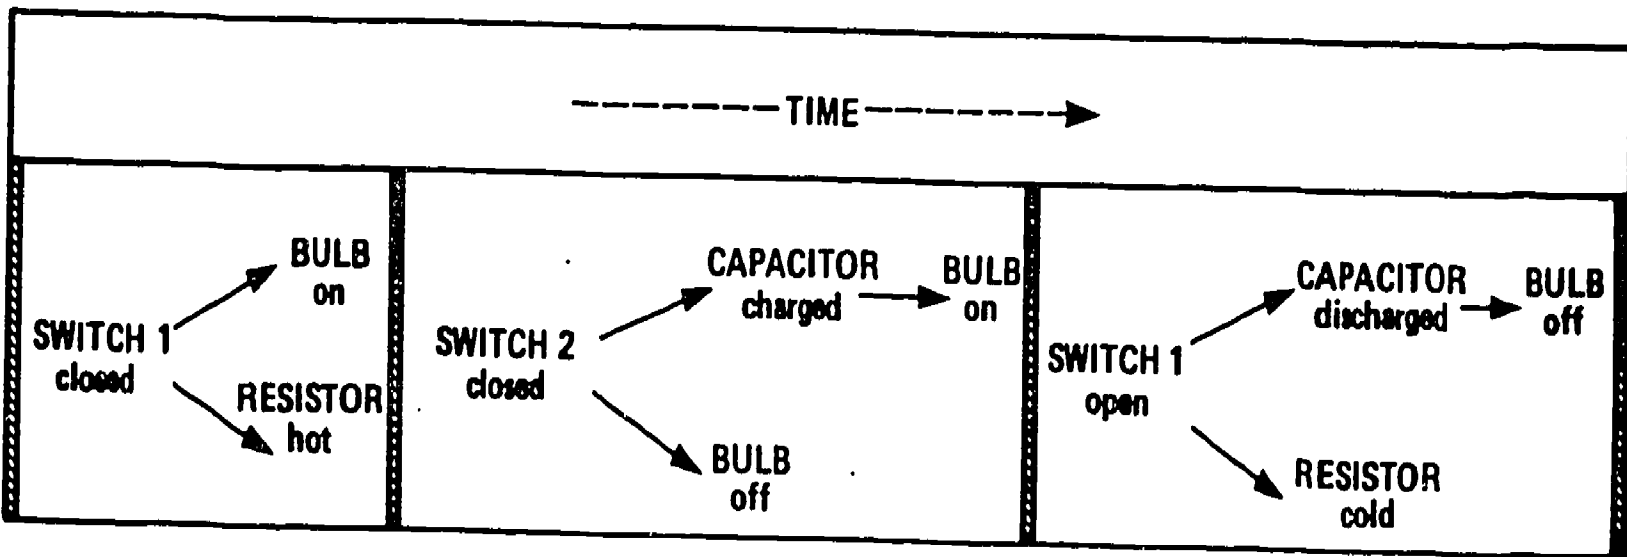 TIME
SWITCH 1
closed
BULB
on
RESISTOR
hot
SWITCH 2
closed
CAPACITOR
charged
BULB
on
BULB
off
SWITCH 1
open
CAPACITOR
discharged
BULB
off
RESISTOR
cold